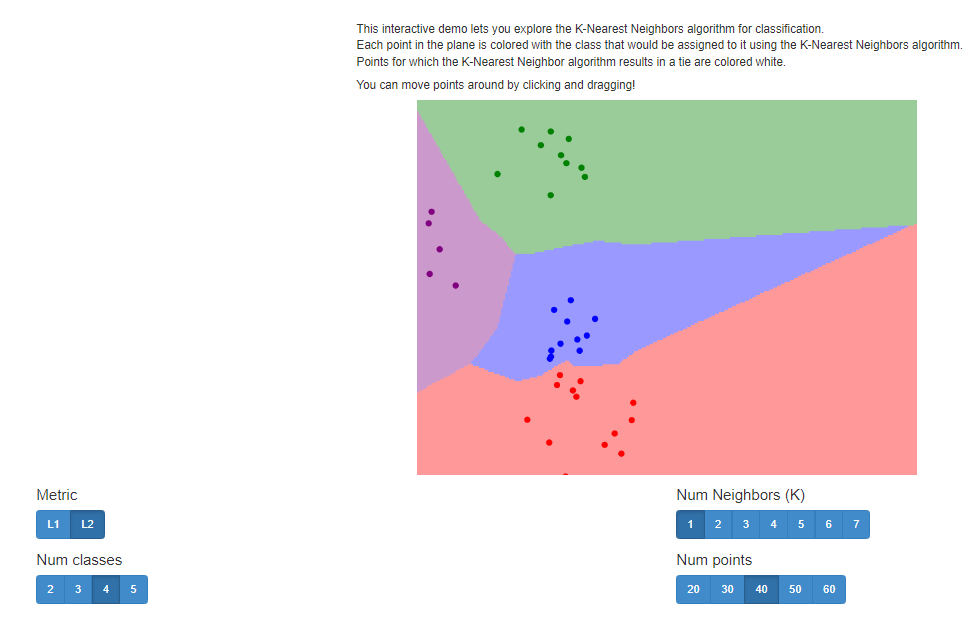 This interactive demo lets you explore the K-Nearest Neighbors algorithm for classification.
Each point in the plane is colored with the class that would be assigned to it using the K-Nearest Neighbors algorithm.
Points for which the K-Nearest Neighbor algorithm results in a tie are colored white.
You can move points around by clicking and dragging!
Metric
L1 L2
Num classes
2 3 4 5
Num Neighbors (K)
1 2 3 4 5 6 7
Num points
20 30 40 50 60